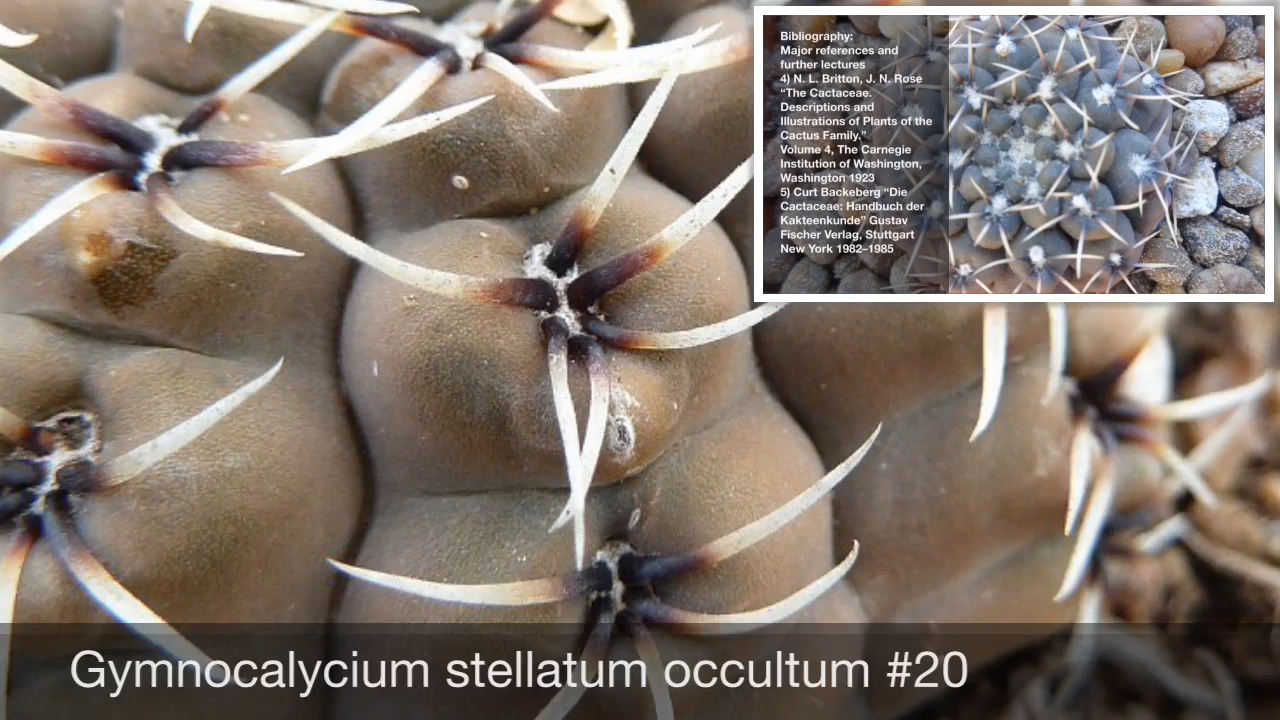 Bibliography:
Major references and
further lectures
4) N. L. Britton, J. N. Rose
“The Cactaceae.
Descriptions and
Illustrations of Plants of the
Cactus Family.”
Volume 4, The Carnegie
Institution of Washington,
Washington 1923
5) Curt Backeberg “Die
Cactaceae: Handbuch der
Kakteenkunde” Gustav
Fischer Verlag, Stuttgart
New York 1982–1985
Gymnocalycium stellatum occultum #20